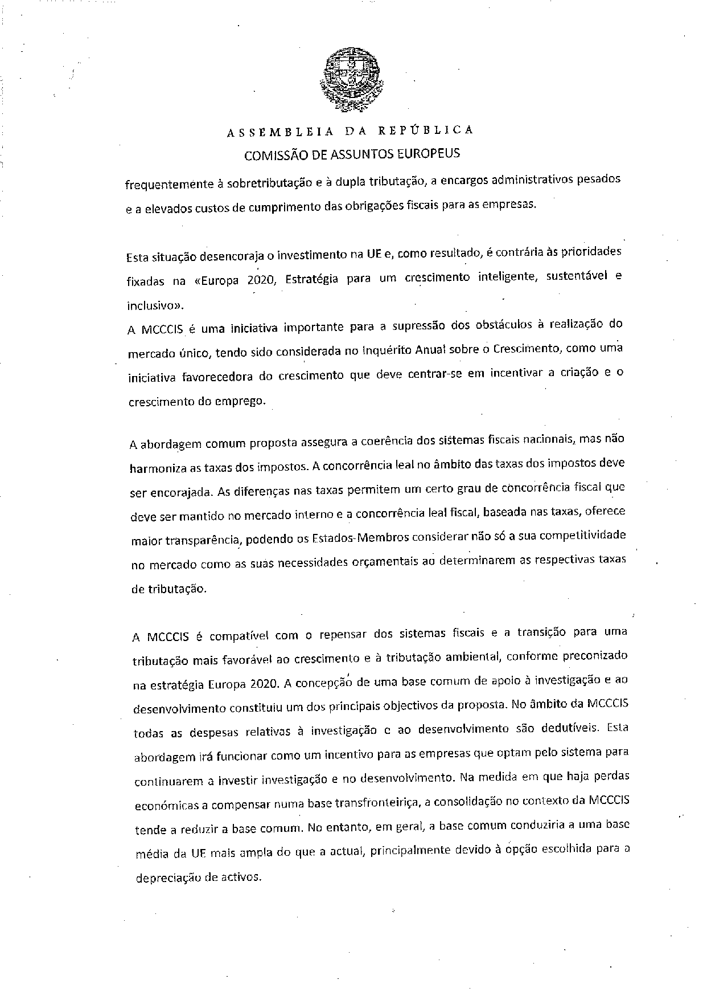 ASSEMBLEIA DA REPÚBLICA
COMISSÃO DE ASSUNTOS EUROPEUS
frequentemente à sobretributação e à dupla tributação, a encargos administrativos pesados
e a elevados custos de cumprimento das obrigações fiscais para as empresas.
Esta situação desencoraja o investimento na UE e, como resultado, é contrária às prioridades
fixadas na «Europa 2020, Estratégia para um crescimento inteligente, sustentável e
inclusivo».
A MCCCIS é uma iniciativa importante para a supressão dos obstáculos à realização do
mercado único, tendo sido considerada no Inquérito Anual sobre o Crescimento, como uma
iniciativa favorecedora do crescimento que deve centrar-se em incentivar a criação e o
crescimento do emprego.
A abordagem comum proposta assegura a coerência dos sistemas fiscais nacionais, mas não
harmoniza as taxas dos impostos. A concorrência leal no âmbito das taxas dos impostos deve
ser encorajada. As diferenças nas taxas permitem um certo grau de concorrência fiscal que
deve ser mantido no mercado interno e a concorrência leal fiscal, baseada nas taxas, oferece
maior transparência, podendo os Estados-Membros considerar não só a sua competitividade
no mercado como as suas necessidades orçamentais ao determinarem as respectivas taxas
de tributação.
A MCCCIS é compatível com o repensar dos sistemas fiscais e a transição para uma
tributação mais favorável ao crescimento e à tributação ambiental, conforme preconizado
na estratégia Europa 2020. A concepção de uma base comum de apoio à investigação e ao
desenvolvimento constituiu um dos principais objectivos da proposta. No âmbito da MCCCIS
todas as despesas relativas à investigação e ao desenvolvimento são dedutíveis. Esta
abordagem irá funcionar como um incentivo para as empresas que optam pelo sistema para
continuarem a investir investigação e no desenvolvimento. Na medida em que haja perdas
económicas a compensar numa base transfronteiriça, a consolidação no contexto da MCCCIS
tende a reduzir a base comum. No entanto, em geral, a base comum conduziria a uma base
média da UE mais ampla do que a actual, principalmente devido à opção escolhida para a
depreciação de activos.